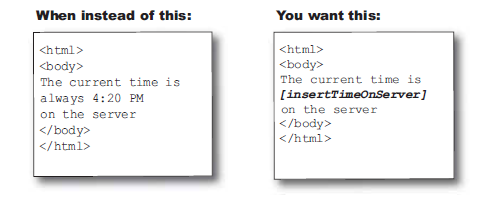 When instead of this:
<html>
<body>
The current time is
always 4:20 PM
on the server
</body>
</html>
You want this:
<html>
<body>
The current time is
[insertTimeOnServer]
on the server
</body>
</html>